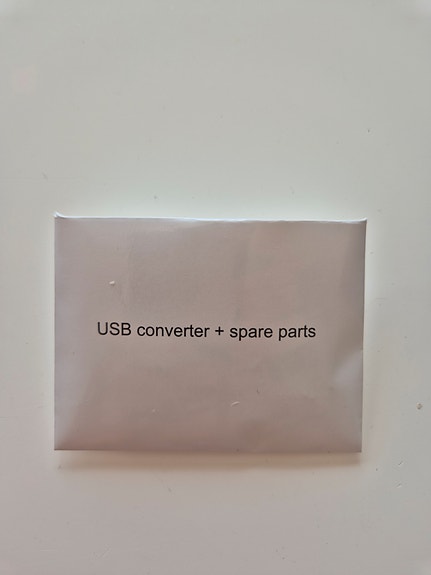 USB converter + spare parts